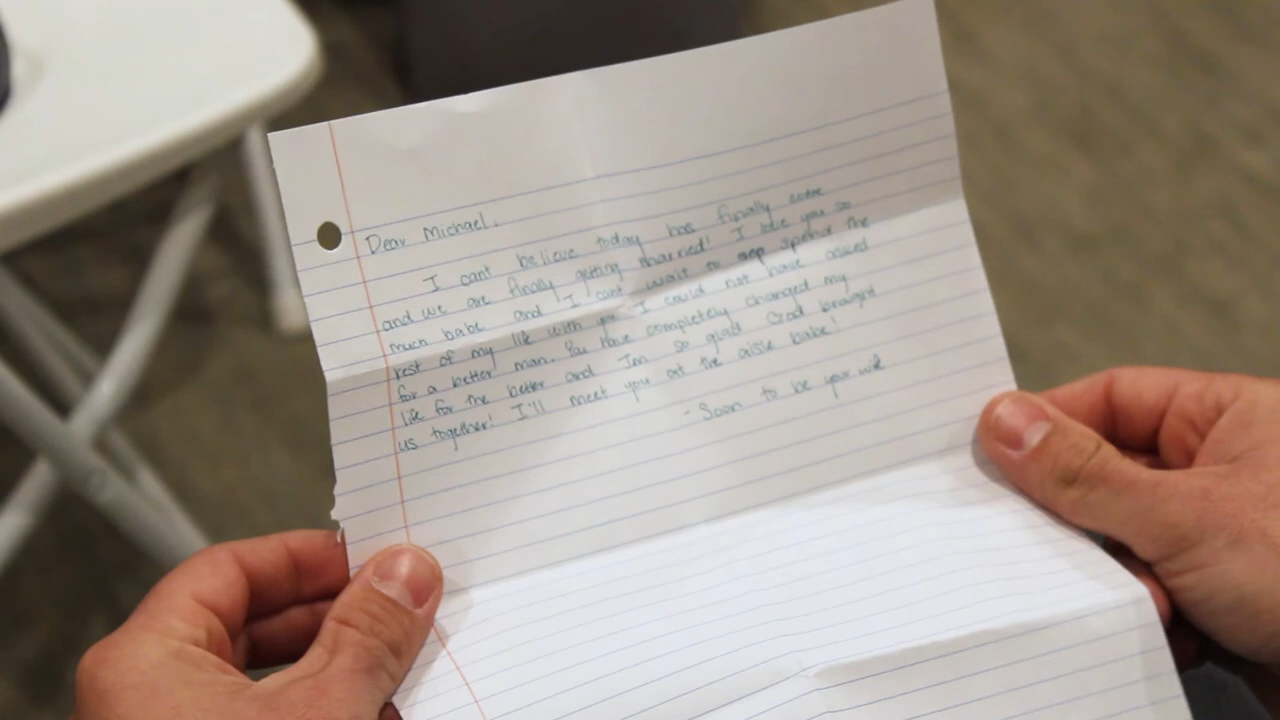 Dear Michael,
I cant believe today has finally come
and we are finally getting married! I love you so
much babe and I cant wait to spend the
rest of my life with you. I could not have asked
for a better man. You have completely changed my
life for the better and Im so glad God brought
us together! I'll meet you at the aisle babe!
- Soon to be your wife